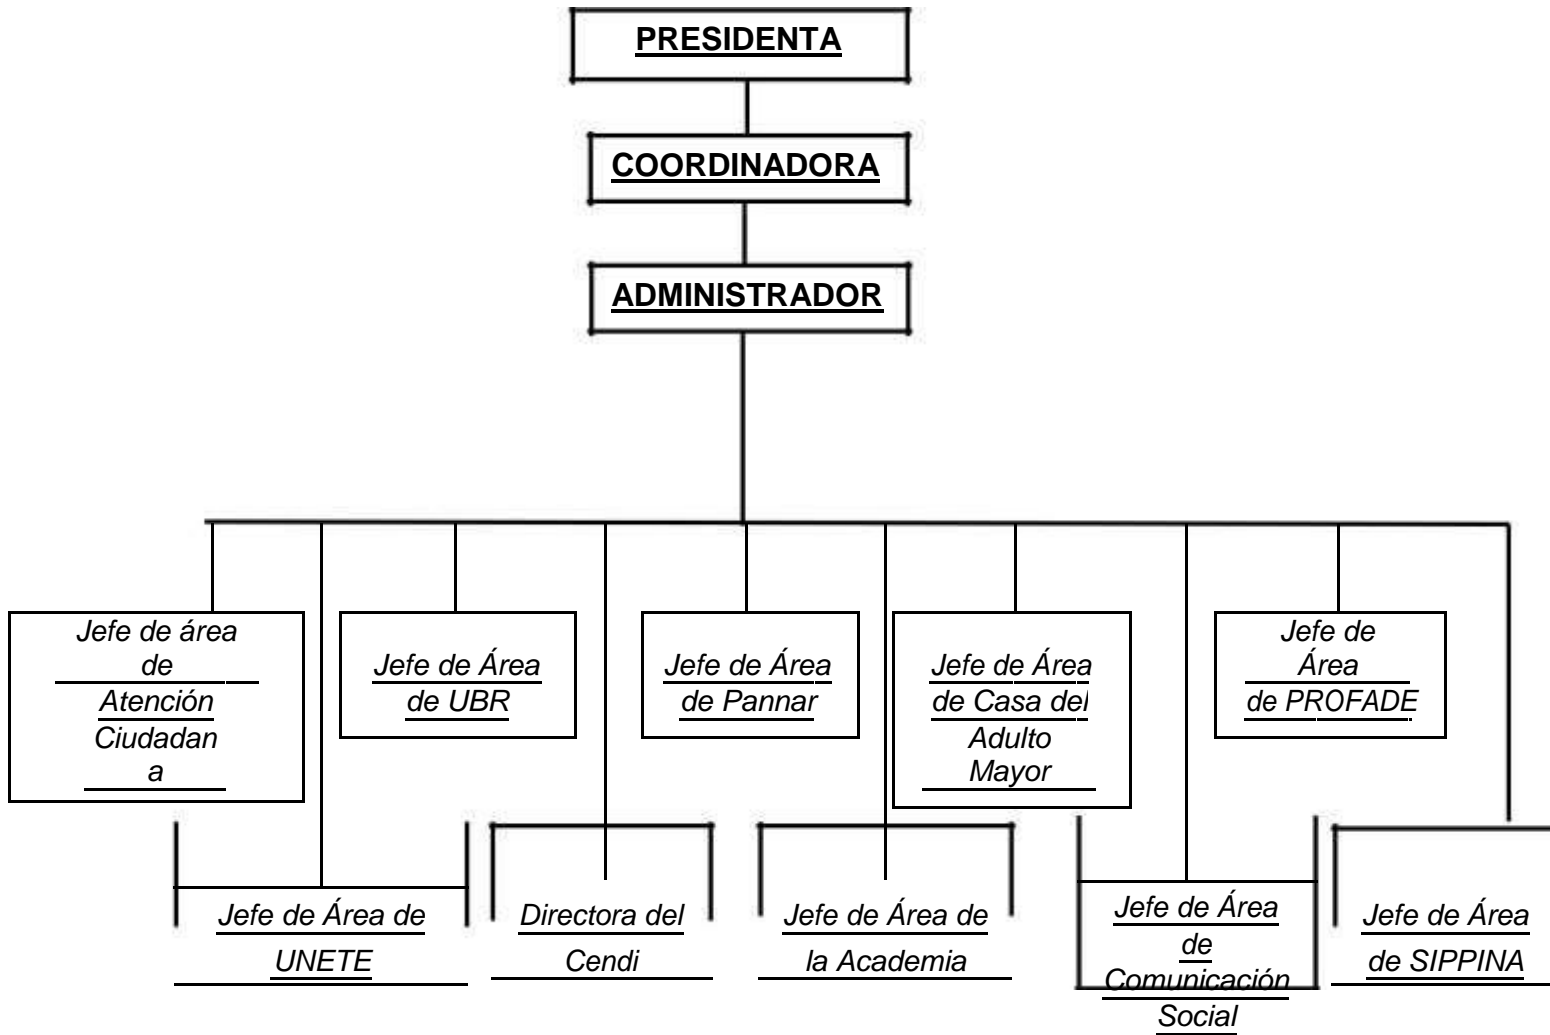 PRESIDENTA
COORDINADORA
ADMINISTRADOR
Jefe de área
de
Atención
Ciudadan
a
Jefe de Área
de UBR
Jefe de Área
de Pannar
Jefe de Área
de Casa del
Adulto
Mayor
Jefe de
Área
de PROFADE
Jefe de Área de
UNETE
Directora del
Cendi
Jefe de Área de
la Academia
Jefe de Área
de
Comunicación
Social
Jefe de Área
de SIPPINA